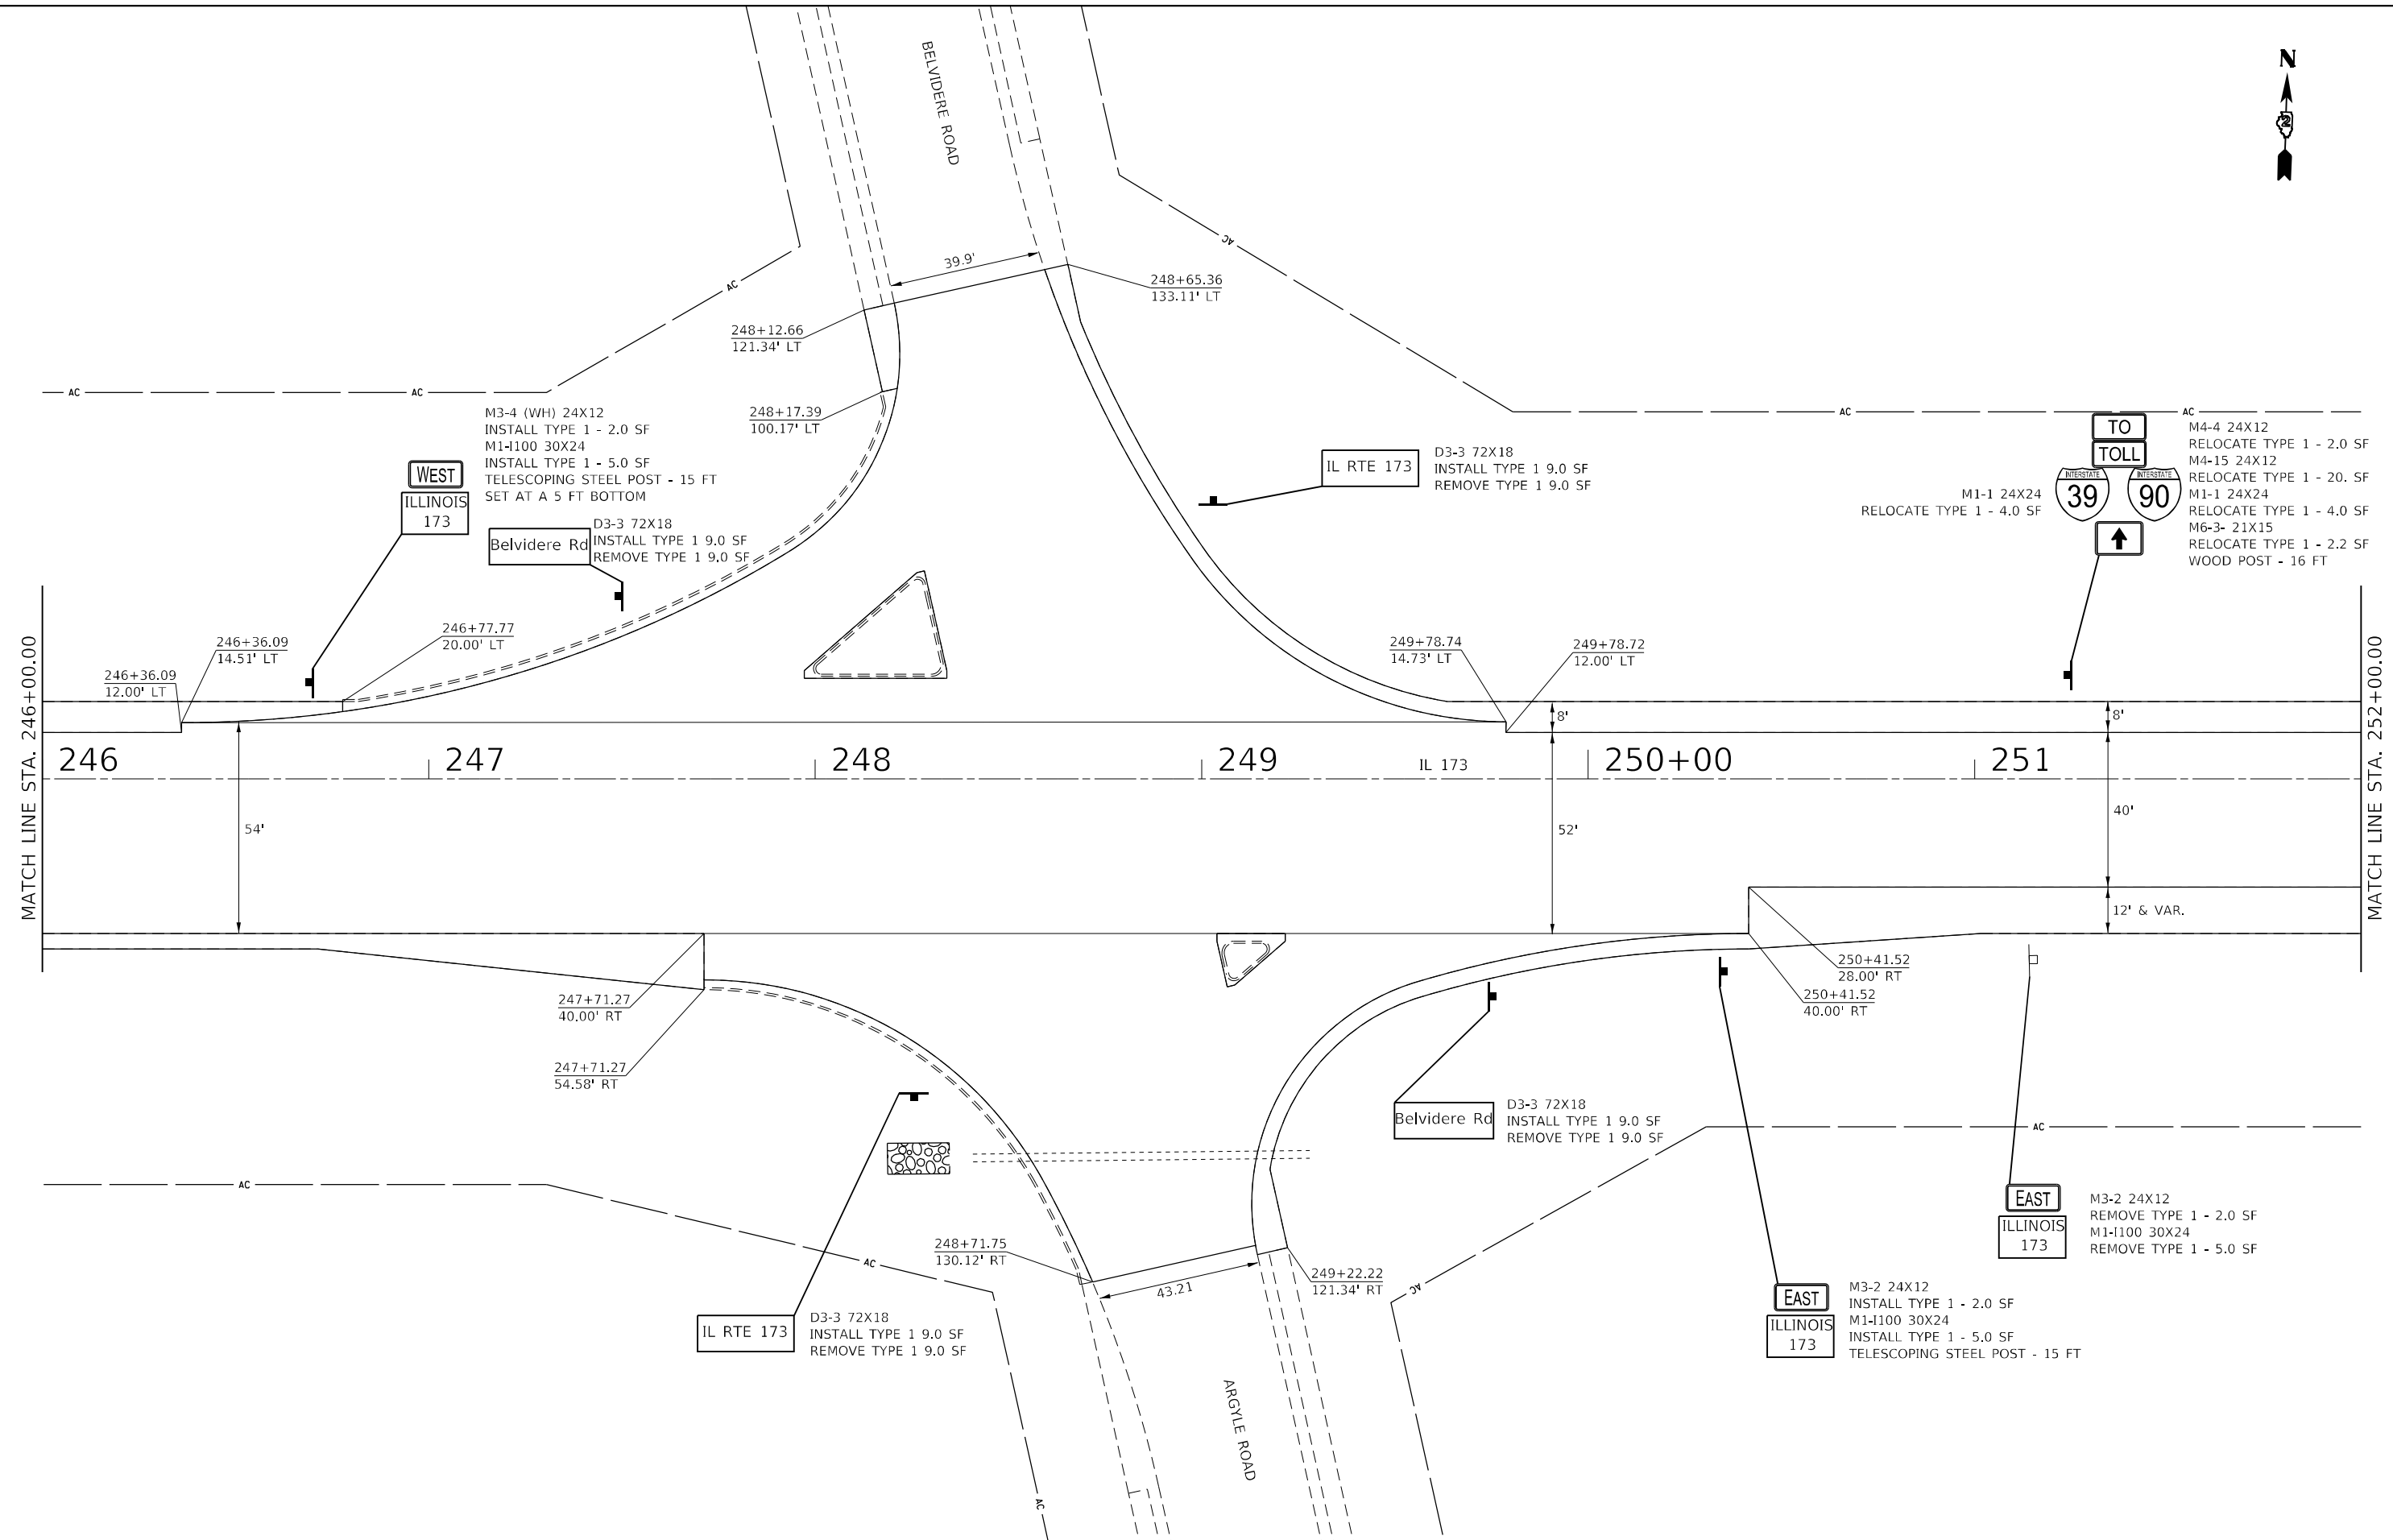 BELVIDERE ROAD
N
2
39.9'
248+65.36
133.11' LT
248+12.66
121.34' LT
248+17.39
100.17' LT
AC
AC
AC
AC
AC
AC
M3-4 (WH) 24X12
INSTALL TYPE 1 - 2.0 SF
M1-I100 30X24
INSTALL TYPE 1 - 5.0 SF
TELESCOPING STEEL POST - 15 FT
SET AT A 5 FT BOTTOM
WEST
ILLINOIS
173
Belvidere Rd
D3-3 72X18
INSTALL TYPE 1 9.0 SF
REMOVE TYPE 1 9.0 SF
IL RTE 173
D3-3 72X18
INSTALL TYPE 1 9.0 SF
REMOVE TYPE 1 9.0 SF
TO
TOLL
INTERSTATE
39
INTERSTATE
90
M1-1 24X24
RELOCATE TYPE 1 - 4.0 SF
M4-4 24X12
RELOCATE TYPE 1 - 2.0 SF
M4-15 24X12
RELOCATE TYPE 1 - 20. SF
M1-1 24X24
RELOCATE TYPE 1 - 4.0 SF
M6-3- 21X15
RELOCATE TYPE 1 - 2.2 SF
WOOD POST - 16 FT
246+36.09
12.00' LT
246+36.09
14.51' LT
246+77.77
20.00' LT
249+78.74
14.73' LT
249+78.72
12.00' LT
8'
8'
MATCH LINE STA. 246+00.00
246
247
248
249
IL 173
250+00
251
MATCH LINE STA. 252+00.00
54'
52'
40'
12' & VAR.
247+71.27
40.00' RT
247+71.27
54.58' RT
250+41.52
28.00' RT
250+41.52
40.00' RT
Belvidere Rd
D3-3 72X18
INSTALL TYPE 1 9.0 SF
REMOVE TYPE 1 9.0 SF
AC
AC
AC
AC
AC
248+71.75
130.12' RT
43.21
249+22.22
121.34' RT
IL RTE 173
D3-3 72X18
INSTALL TYPE 1 9.0 SF
REMOVE TYPE 1 9.0 SF
EAST
ILLINOIS
173
M3-2 24X12
REMOVE TYPE 1 - 2.0 SF
M1-I100 30X24
REMOVE TYPE 1 - 5.0 SF
EAST
ILLINOIS
173
M3-2 24X12
INSTALL TYPE 1 - 2.0 SF
M1-I100 30X24
INSTALL TYPE 1 - 5.0 SF
TELESCOPING STEEL POST - 15 FT
ARGYLE ROAD